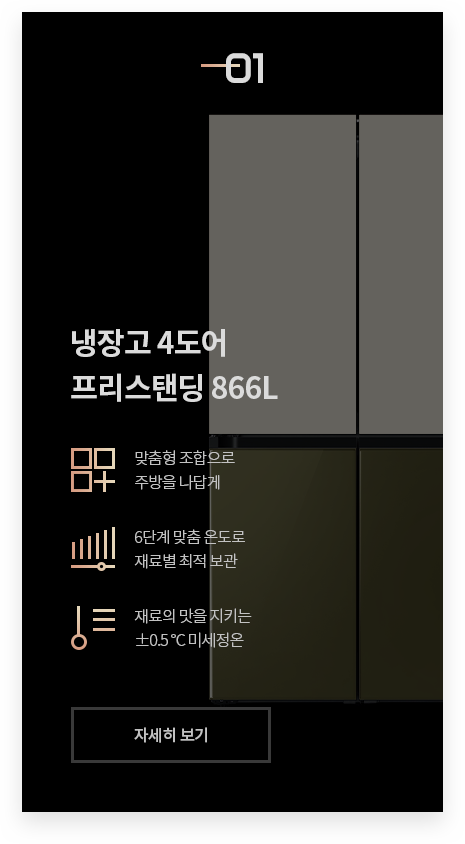 01
냉장고 4도어
프리스탠딩 866L
맞춤형 조합으로
주방을 나답게
6단계 맞춤 온도로
재료별 최적 보관
재료의 맛을 지키는
±0.5℃ 미세정온
자세히 보기